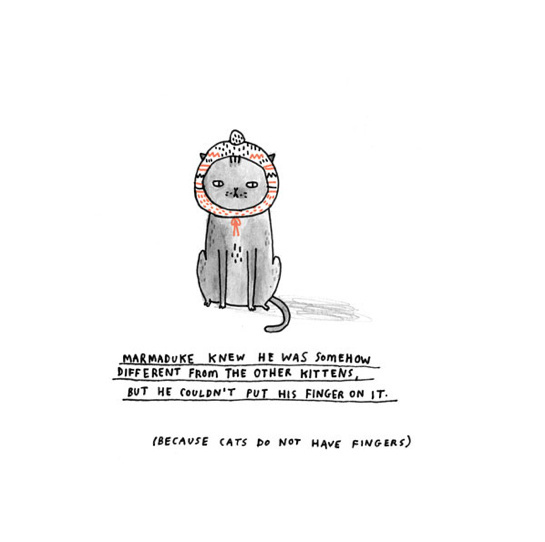 MARMADUKE KNEW HE WAS SOMEHOW
DIFFERENT FROM THE OTHER KITTENS,
BUT HE COULDN'T PUT HIS FINGER ON IT.
(BECAUSE CATS DO NOT HAVE FINGERS)